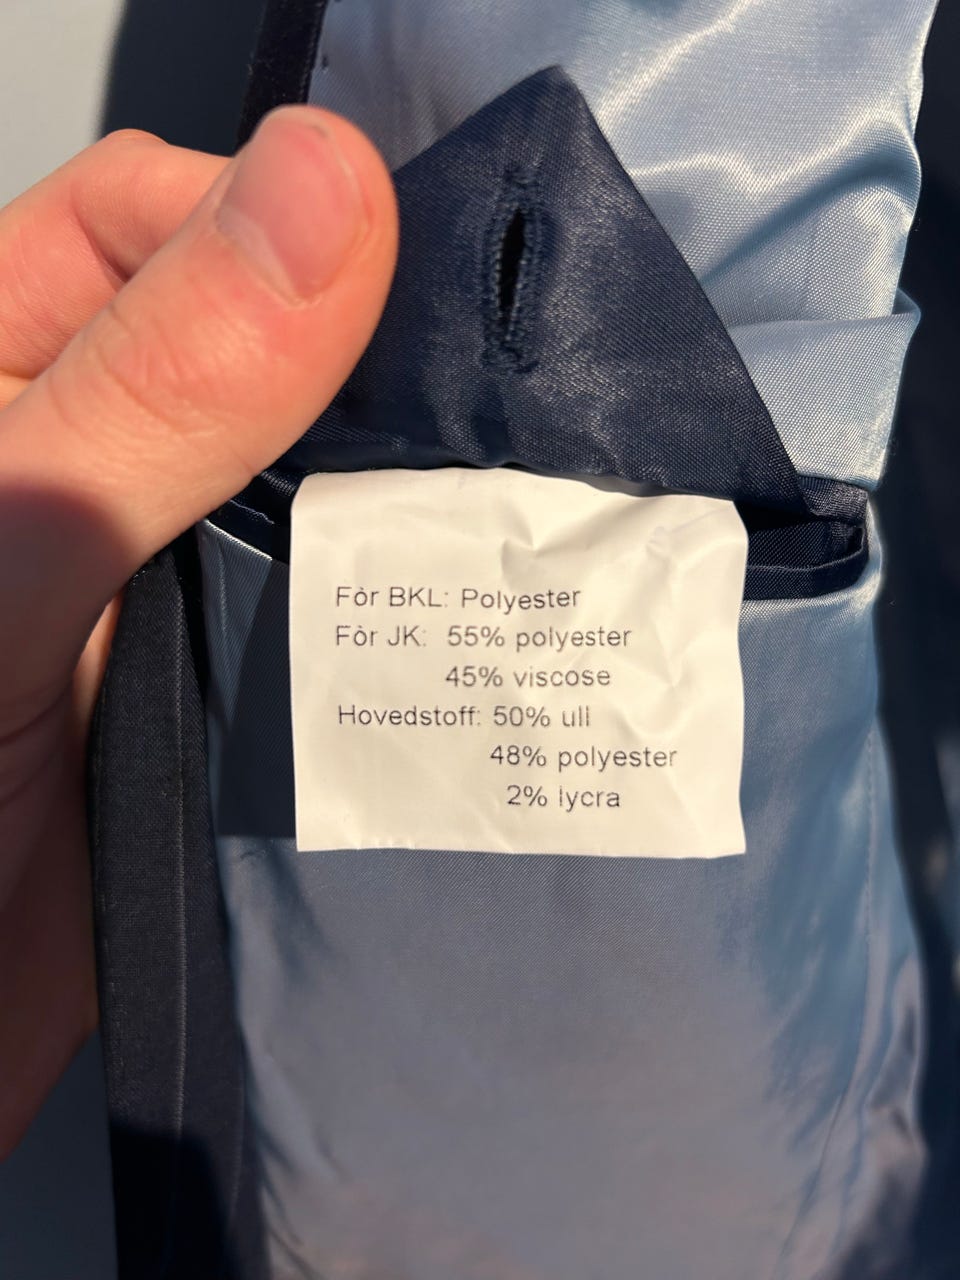 Fòr BKL: Polyester
Fòr JK: 55% polyester
45% viscose
Hovedstoff: 50% ull
48% polyester
2% lycra